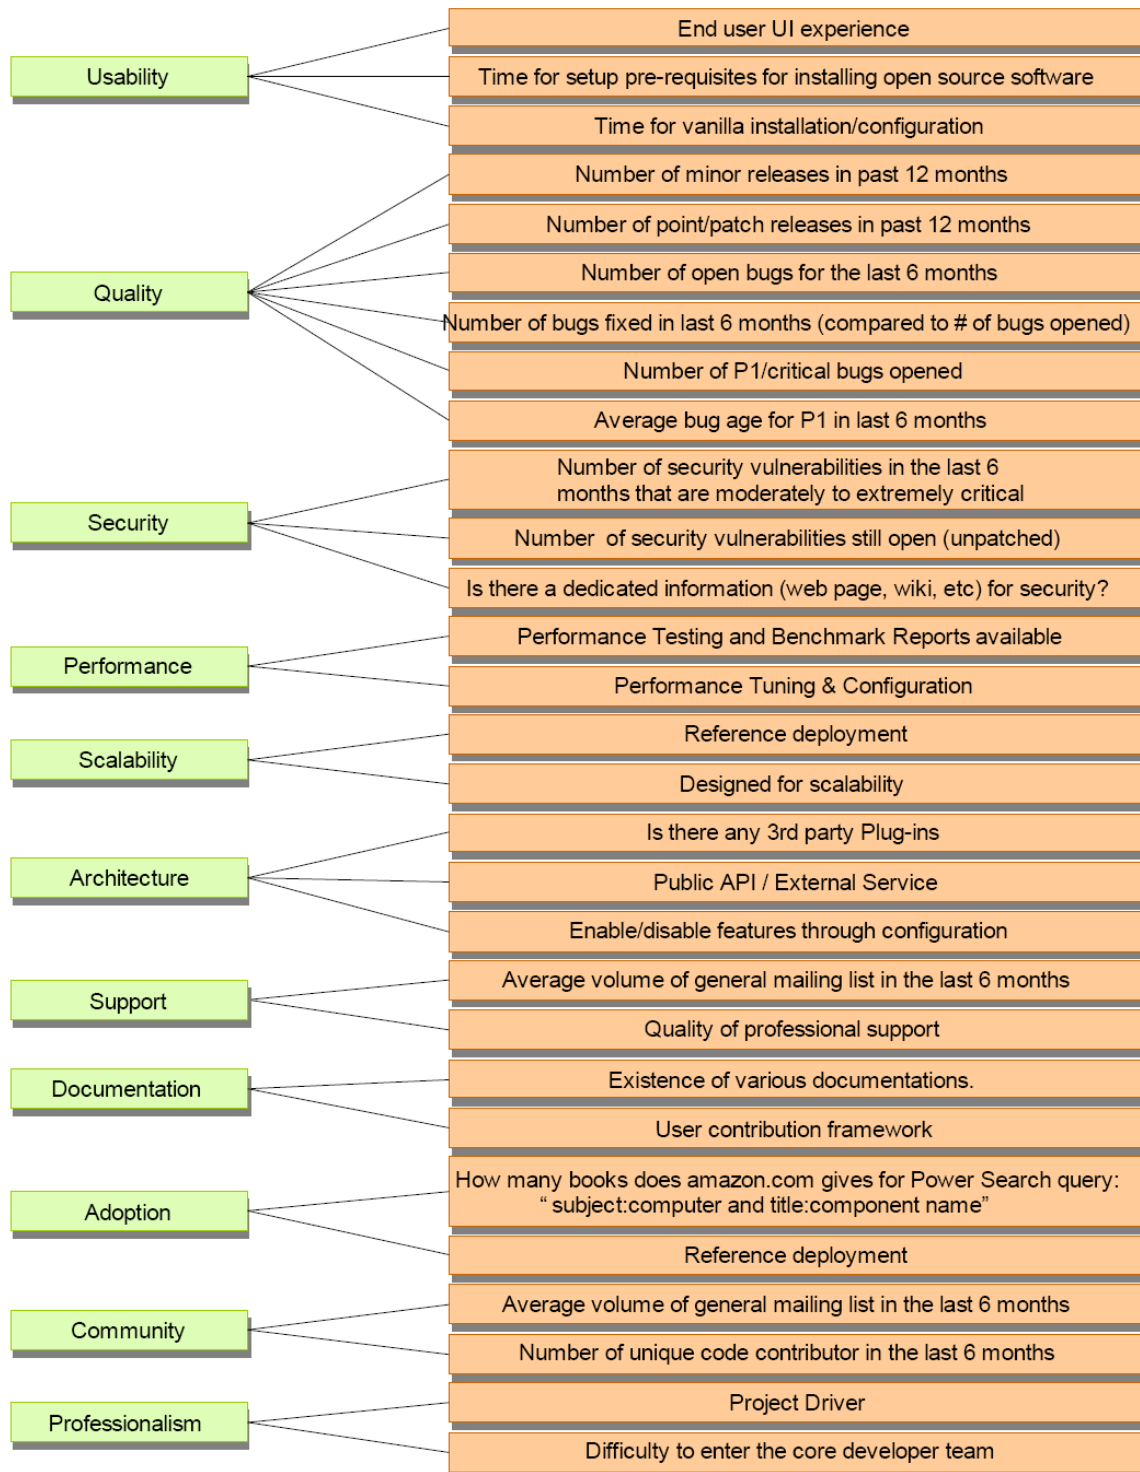 Usability
End user UI experience
Time for setup pre-requisites for installing open source software
Time for vanilla installation/configuration
Quality
Number of minor releases in past 12 months
Number of point/patch releases in past 12 months
Number of open bugs for the last 6 months
Number of bugs fixed in last 6 months (compared to # of bugs opened)
Number of P1/critical bugs opened
Average bug age for P1 in last 6 months
Security
Number of security vulnerabilities in the last 6
months that are moderately to extremely critical
Number of security vulnerabilities still open (unpatched)
Is there a dedicated information (web page, wiki, etc) for security?
Performance
Performance Testing and Benchmark Reports available
Performance Tuning & Configuration
Scalability
Reference deployment
Designed for scalability
Architecture
Is there any 3rd party Plug-ins
Public API / External Service
Enable/disable features through configuration
Support
Average volume of general mailing list in the last 6 months
Quality of professional support
Documentation
Existence of various documentations.
User contribution framework
Adoption
How many books does amazon.com gives for Power Search query:
“ subject:computer and title:component name”
Reference deployment
Community
Average volume of general mailing list in the last 6 months
Number of unique code contributor in the last 6 months
Professionalism
Project Driver
Difficulty to enter the core developer team